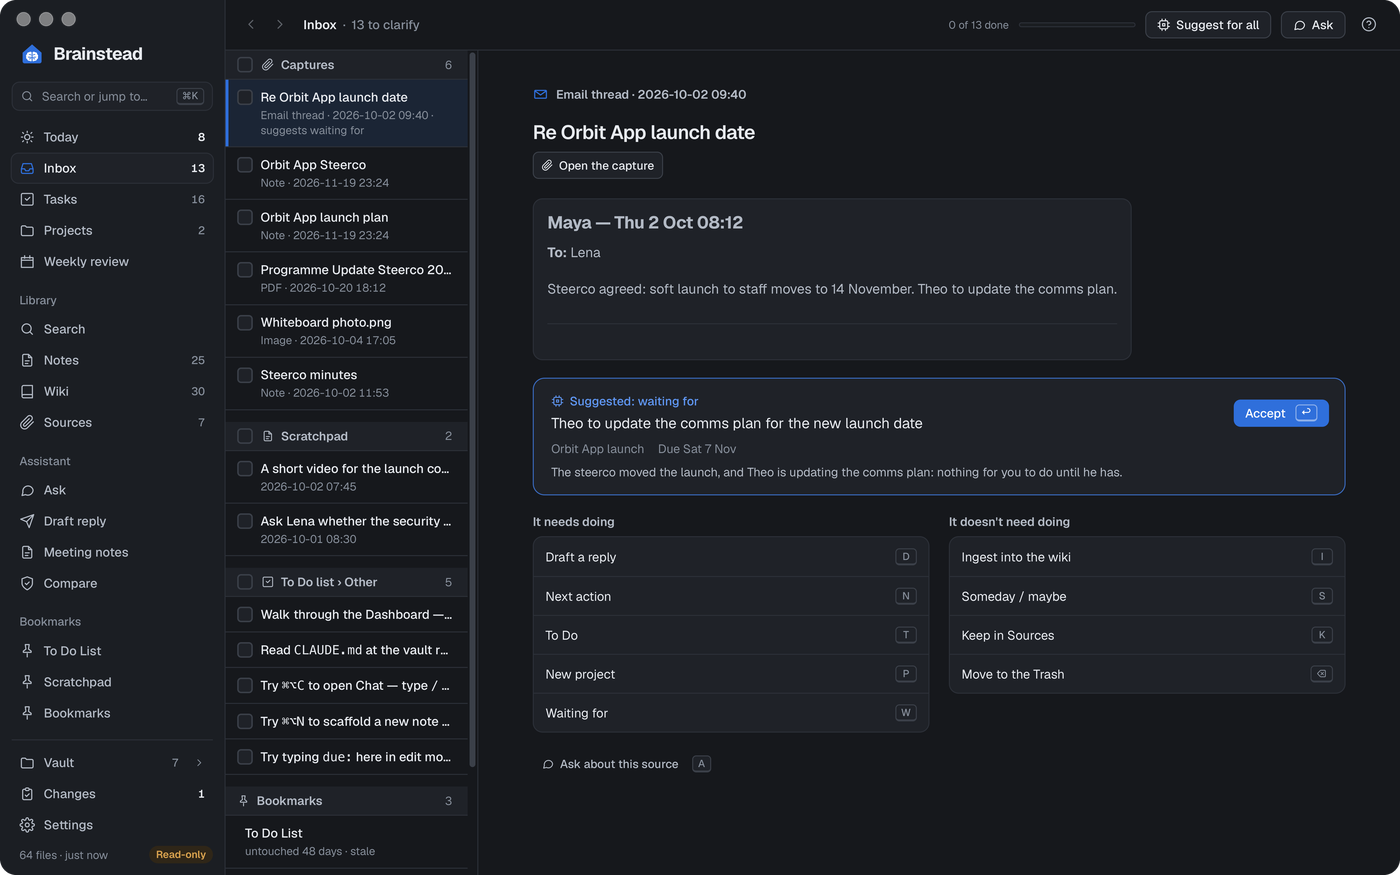 Brainstead
Search or jump to... ⌘K
Today 8
Inbox 13
Tasks 16
Projects 2
Weekly review
Library
Search
Notes 25
Wiki 30
Sources 7
Assistant
Ask
Draft reply
Meeting notes
Compare
Bookmarks
To Do List
Scratchpad
Bookmarks
Vault 7
Changes 1
Settings
64 files · just now Read-only
Inbox · 13 to clarify
0 of 13 done
Suggest for all
Ask
Captures 6
Re Orbit App launch date
Email thread · 2026-10-02 09:40 ·
suggests waiting for
Orbit App Steerco
Note · 2026-11-19 23:24
Orbit App launch plan
Note · 2026-11-19 23:24
Programme Update Steerco 20...
PDF · 2026-10-20 18:12
Whiteboard photo.png
Image · 2026-10-04 17:05
Steerco minutes
Note · 2026-10-02 11:53
Scratchpad 2
A short video for the launch co...
2026-10-02 07:45
Ask Lena whether the security ...
2026-10-01 08:30
To Do list › Other 5
Walk through the Dashboard —...
Read CLAUDE.md at the vault r...
Try ⌘⌥C to open Chat — type / ...
Try ⌘⌥N to scaffold a new note ...
Try typing due: here in edit mo...
Bookmarks 3
To Do List
untouched 48 days · stale
Email thread · 2026-10-02 09:40
Re Orbit App launch date
Open the capture
Maya — Thu 2 Oct 08:12
To: Lena
Steerco agreed: soft launch to staff moves to 14 November. Theo to update the comms plan.
Suggested: waiting for
Theo to update the comms plan for the new launch date
Orbit App launch Due Sat 7 Nov
The steerco moved the launch, and Theo is updating the comms plan: nothing for you to do until he has.
Accept
It needs doing
Draft a reply D
Next action N
To Do T
New project P
Waiting for W
It doesn't need doing
Ingest into the wiki I
Someday / maybe S
Keep in Sources K
Move to the Trash
Ask about this source A